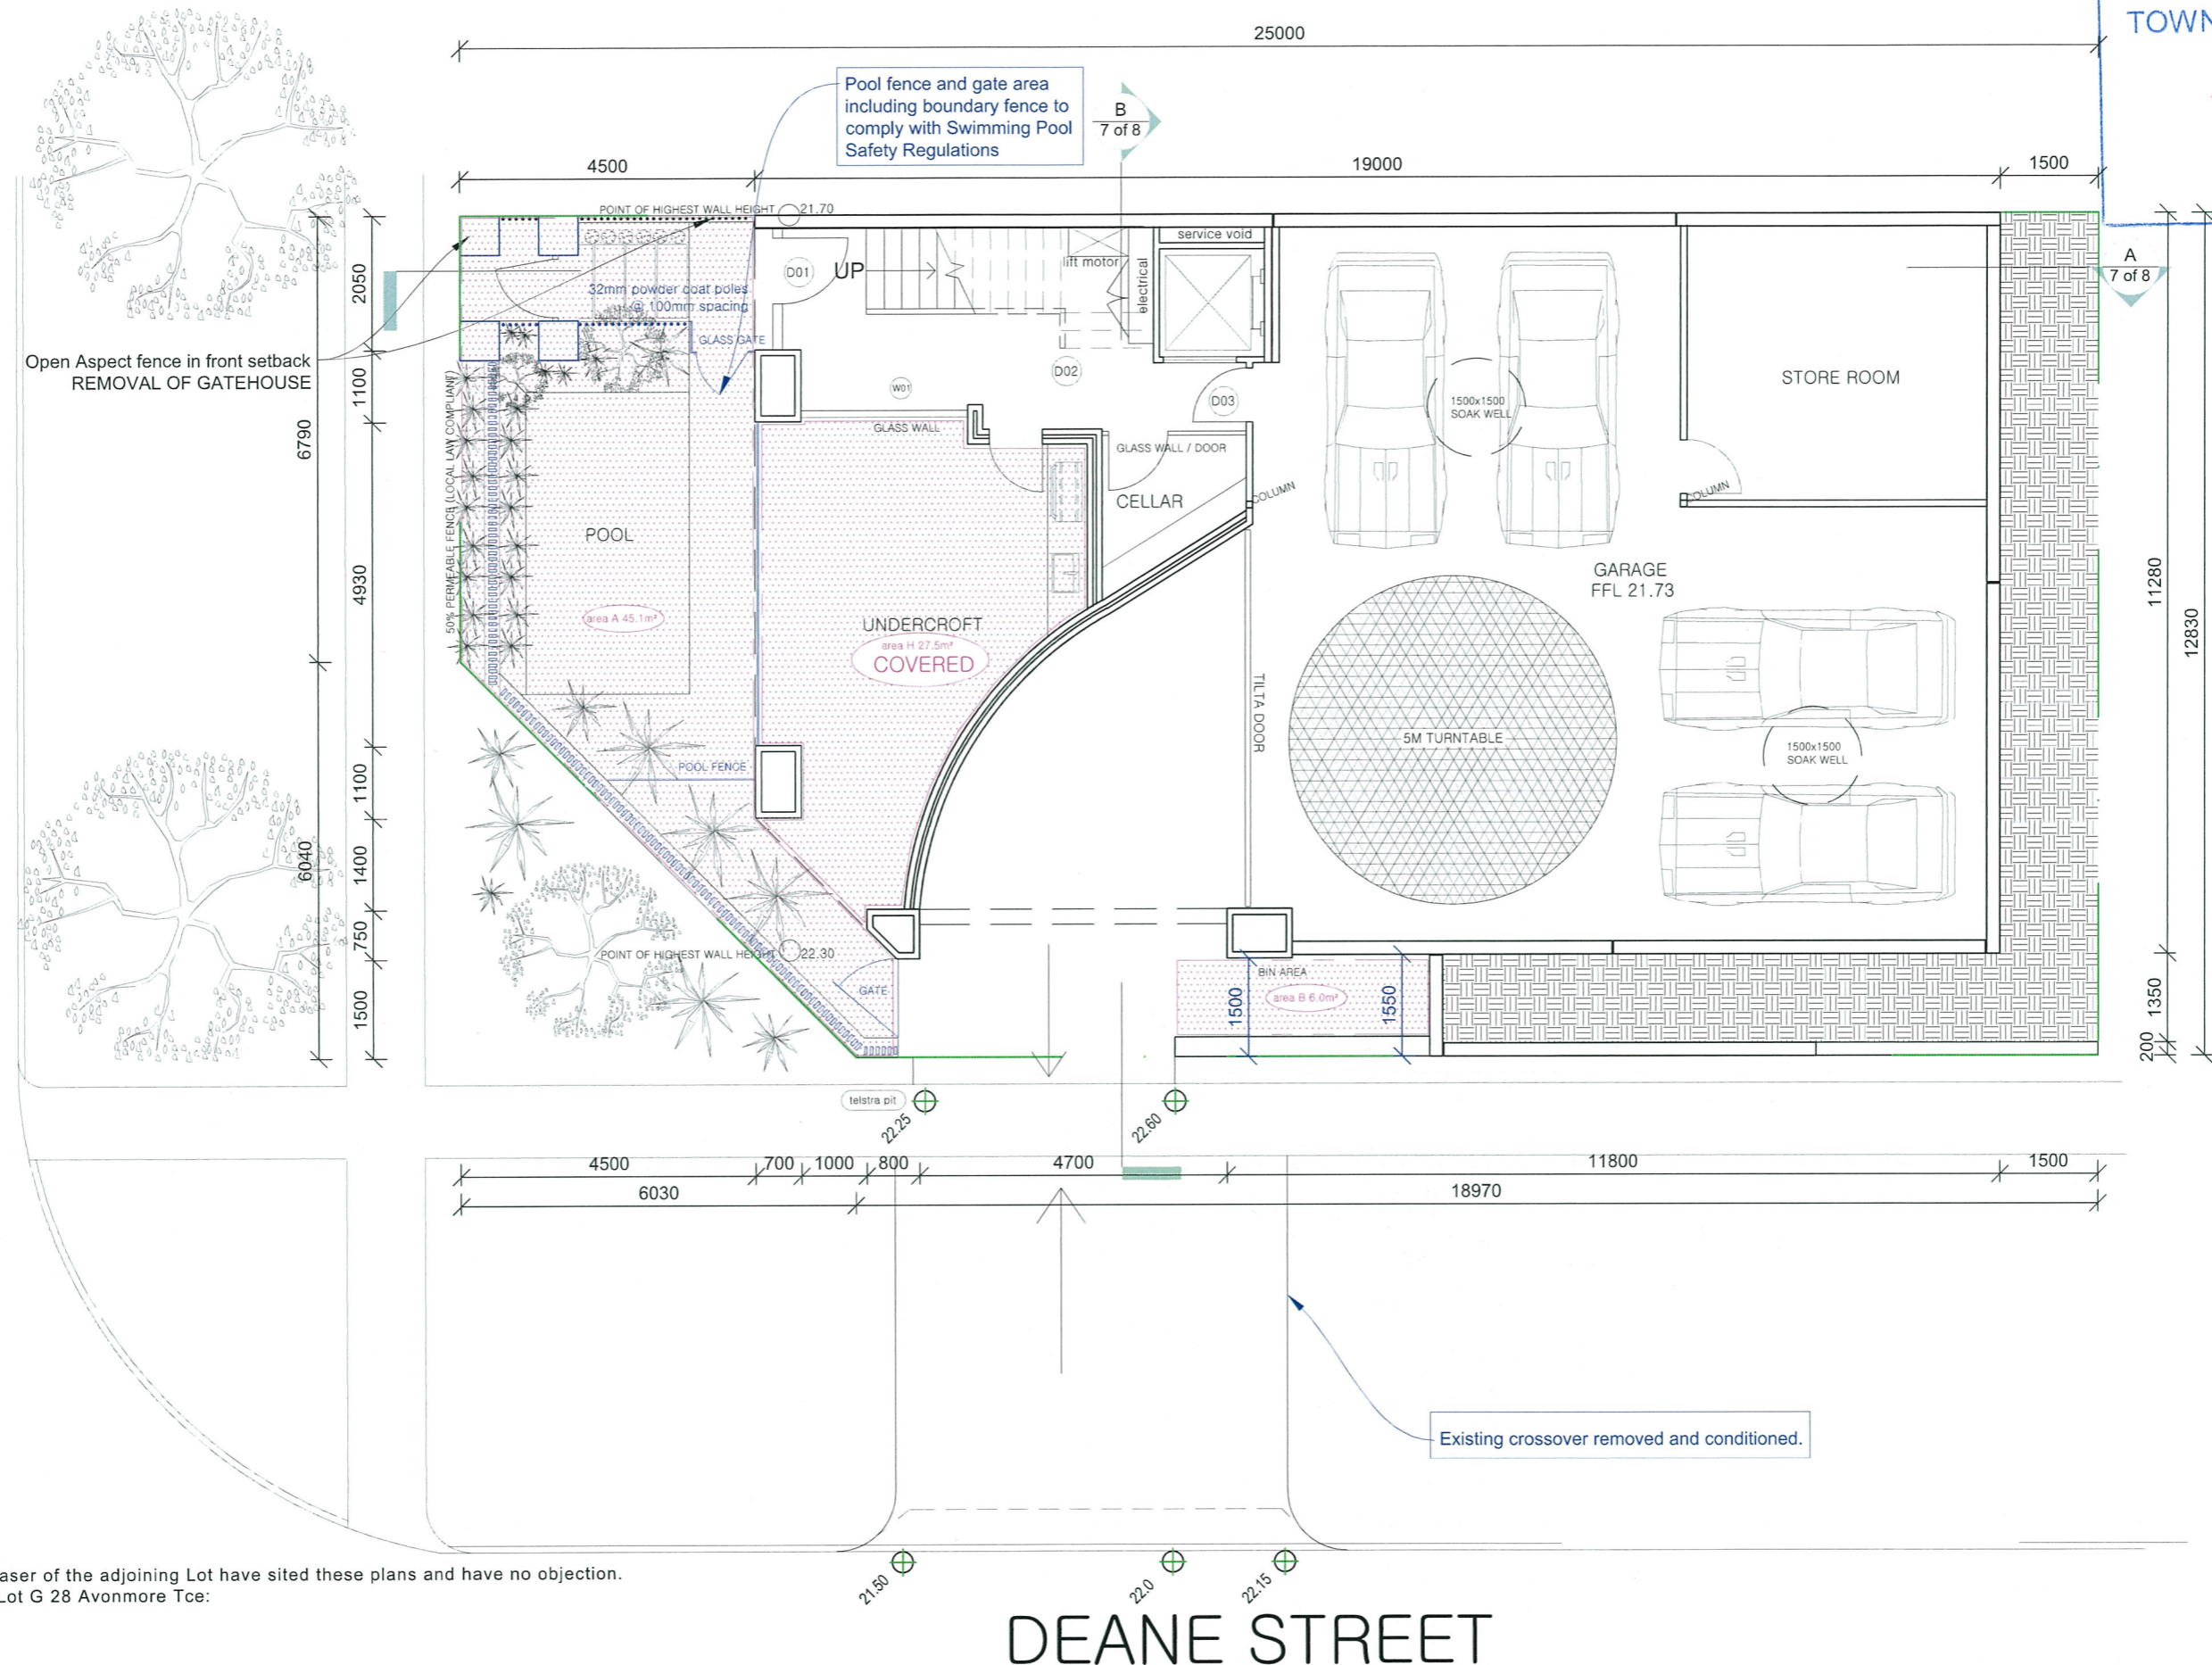 TOWN
25000
Pool fence and gate area
including boundary fence to
comply with Swimming Pool
Safety Regulations
B
7 of 8
4500
19000
1500
POINT OF HIGHEST WALL HEIGHT
21.70
service void
lift motor
electrical
D01
UP
A
7 of 8
2050
32mm powder coat poles
@ 100mm spacing
GLASS GATE
Open Aspect fence in front setback
REMOVAL OF GATEHOUSE
D02
STORE ROOM
1100
W01
D03
1500x1500
SOAK WELL
6790
GLASS WALL
GLASS WALL / DOOR
50% PERMEABLE FENCE (LOCAL LAW COMPLIANT)
CELLAR
COLUMN
COLUMN
POOL
4930
GARAGE
FFL 21.73
11280
12830
area A 45.1m²
UNDERCROFT
area H 27.5m²
COVERED
TILTA DOOR
5M TURNTABLE
1500x1500
SOAK WELL
POOL FENCE
1100
6040
1400
750
POINT OF HIGHEST WALL HEIGHT
22.30
GATE
1500
BIN AREA
area B 6.0m²
1500
1550
1350
200
telstra pit
22.25
22.60
4500
700
1000
800
4700
11800
1500
6030
18970
Existing crossover removed and conditioned.
aser of the adjoining Lot have sited these plans and have no objection.
Lot G 28 Avonmore Tce:
21.50
22.0
22.15
DEANE STREET